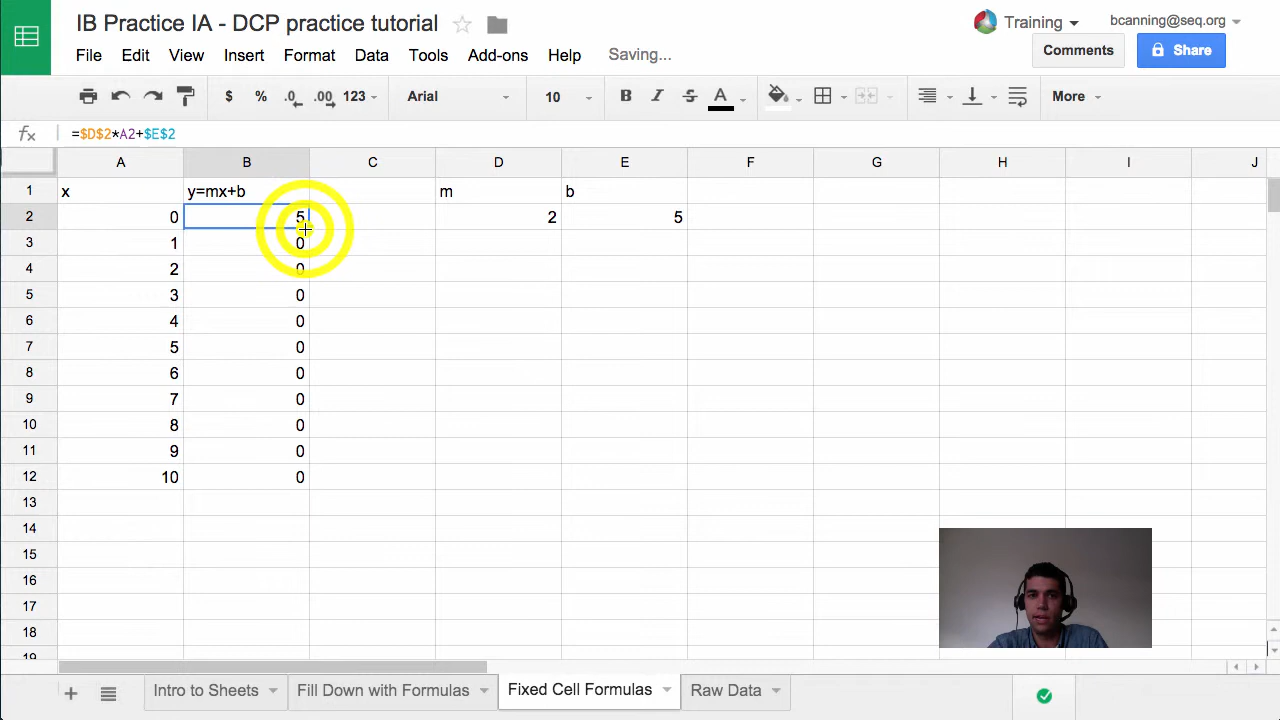 IB Practice IA - DCP practice tutorial
Training
bcanning@seq.org
File Edit View Insert Format Data Tools Add-ons Help Saving...
Comments
Share
$ % .0 .00 123 Arial 10 B I S A More
fx =$D$2*A2+$E$2
A B C D E F G H I J
1 x y=mx+b m b
2 0 5 2 5
3 1 0
4 2 0
5 3 0
6 4 0
7 5 0
8 6 0
9 7 0
10 8 0
11 9 0
12 10 0
13
14
15
16
17
18
19
Intro to Sheets Fill Down with Formulas Fixed Cell Formulas Raw Data